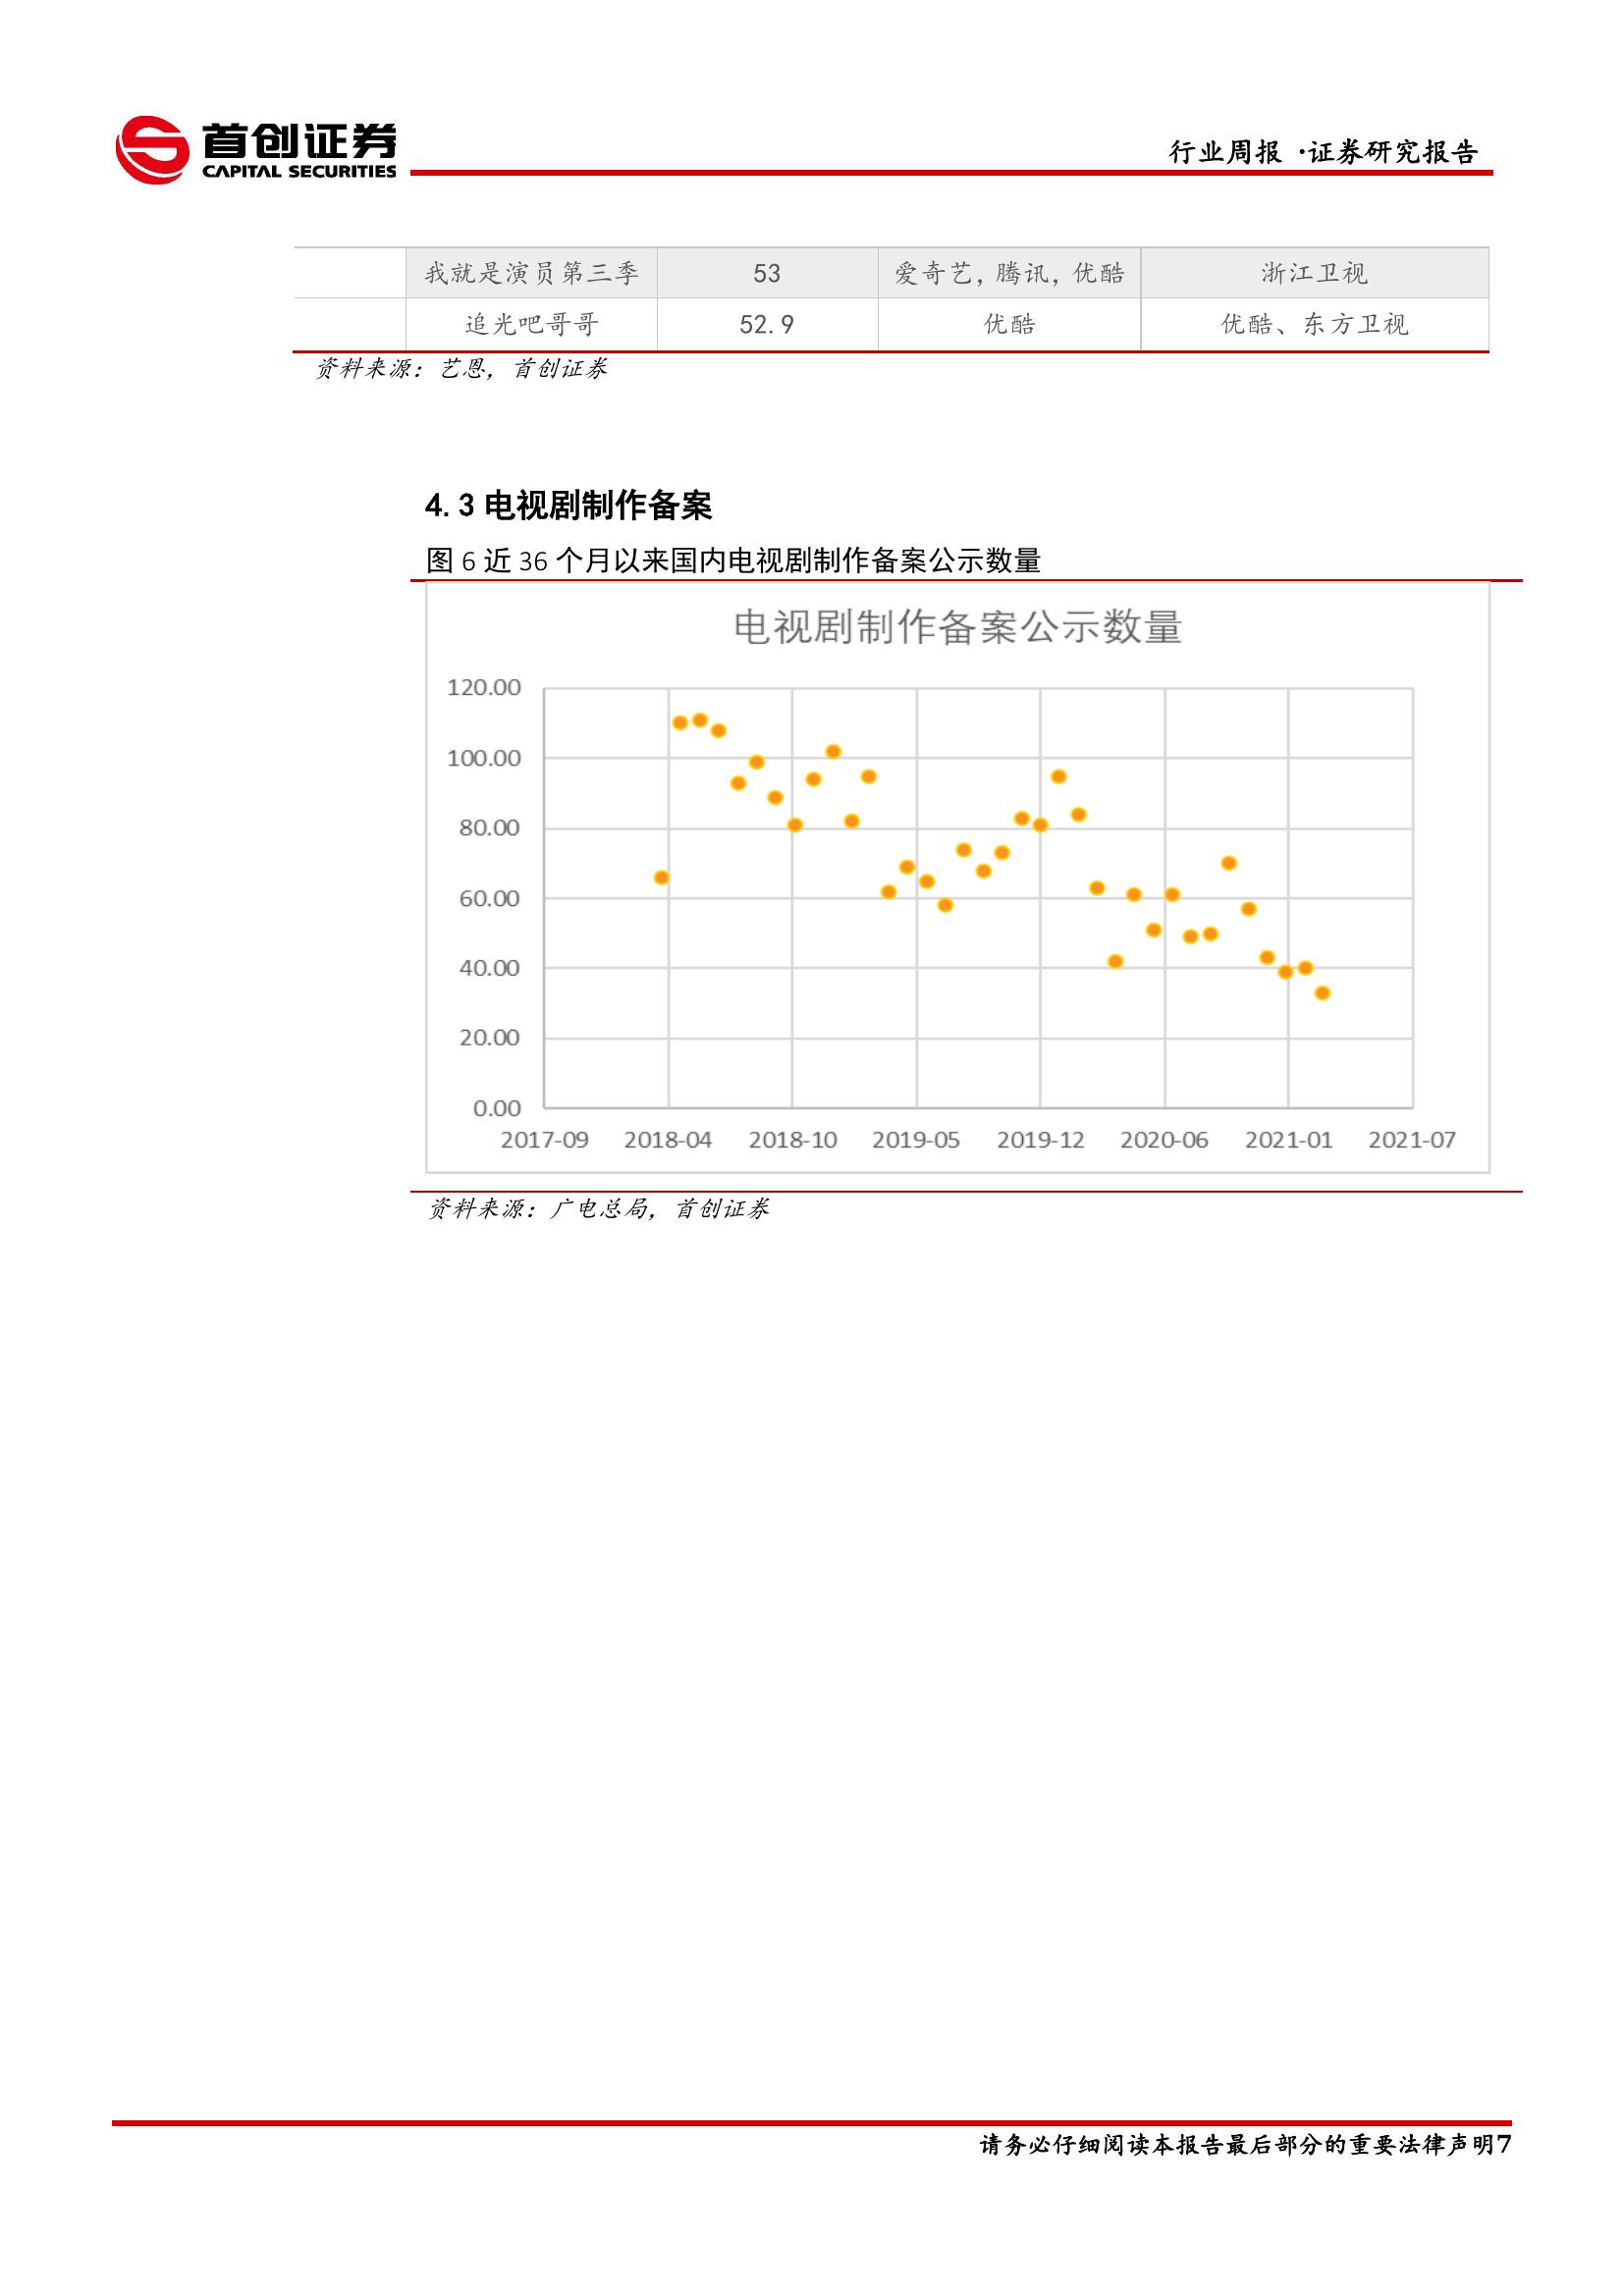 首创证券
CAPITAL SECURITIES
行业周报 ·证券研究报告
我就是演员第三季 53 爱奇艺, 腾讯, 优酷 浙江卫视
追光吧哥哥 52.9 优酷 优酷、东方卫视
资料来源：艺恩，首创证券
4.3 电视剧制作备案
图 6 近 36 个月以来国内电视剧制作备案公示数量
电视剧制作备案公示数量
120.00
100.00
80.00
60.00
40.00
20.00
0.00
2017-09 2018-04 2018-10 2019-05 2019-12 2020-06 2021-01 2021-07
资料来源：广电总局，首创证券
请务必仔细阅读本报告最后部分的重要法律声明7